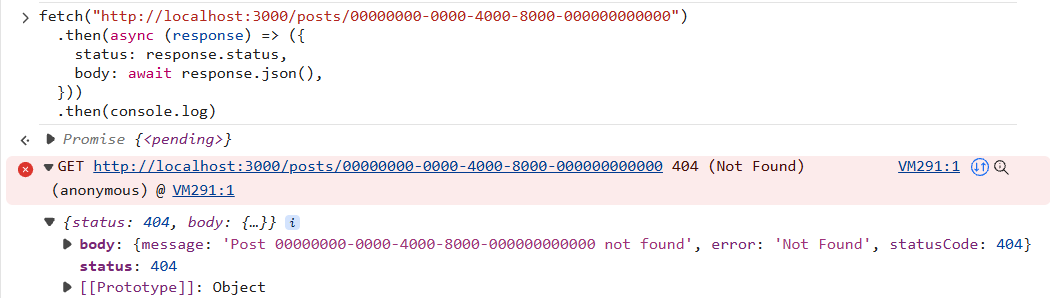 fetch("http://localhost:3000/posts/00000000-0000-4000-8000-000000000000")
.then(async (response) => ({
status: response.status,
body: await response.json(),
}))
.then(console.log)
Promise {<pending>}
GET http://localhost:3000/posts/00000000-0000-4000-8000-000000000000 404 (Not Found) VM291:1
(anonymous) @ VM291:1
{status: 404, body: {…}} i
body: {message: 'Post 00000000-0000-4000-8000-000000000000 not found', error: 'Not Found', statusCode: 404}
status: 404
[[Prototype]]: Object